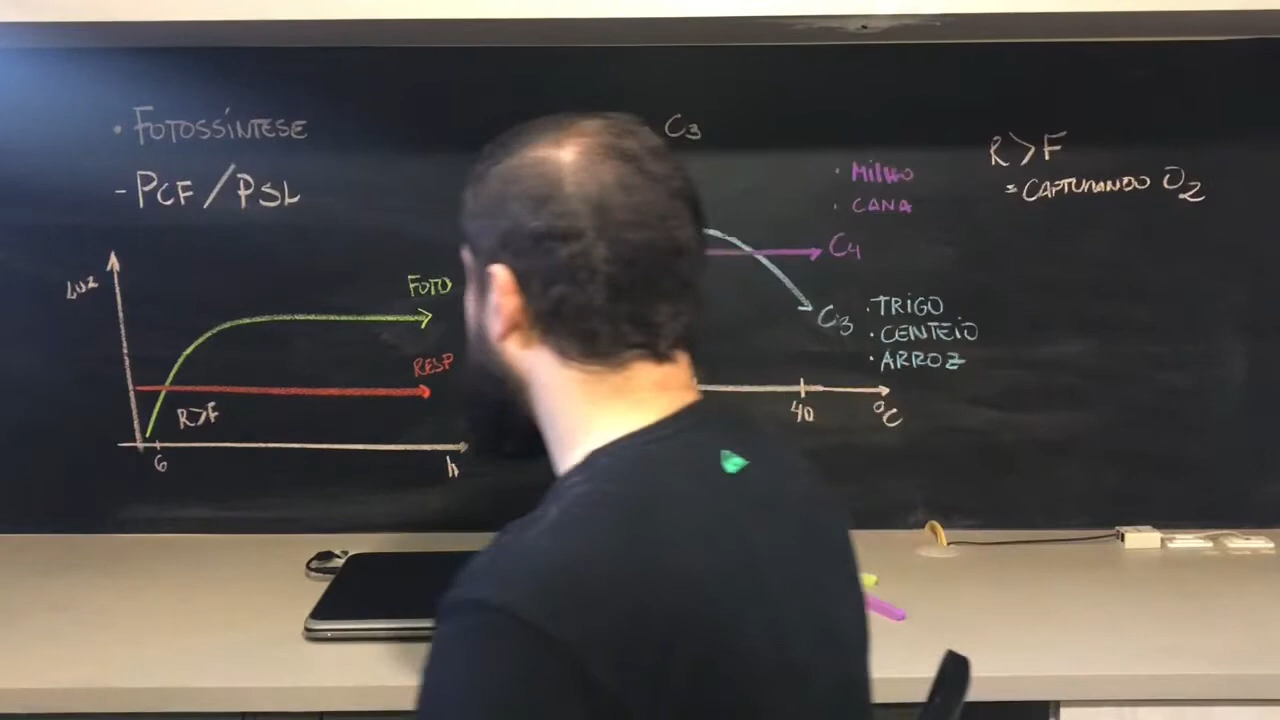 • FOTOSSÍNTESE
- PCF / PSL
LUZ
FOTO
RESP
R>F
6
h
C3
• MILHO
• CANA
C4
C3
• TRIGO
• CENTEIO
• ARROZ
40
°C
R>F
= CAPTURANDO O2